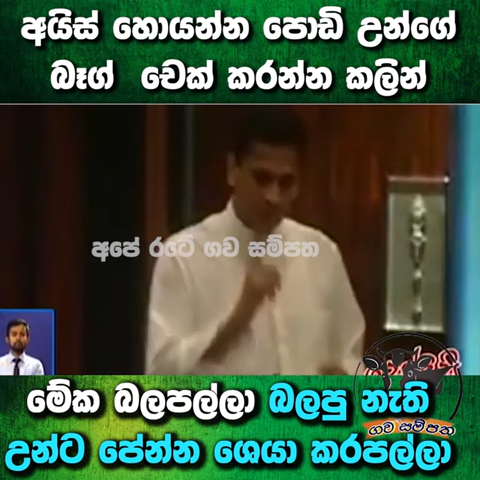 අයිස් හොයන්න පොඩි උන්ගේ
බෑග් චෙක් කරන්න කලින්
අපේ රටේ ගව සම්පත
මේක බලපල්ලා බලපු නැති
උන්ට පේන්න ශෙයා කරපල්ලා
ගව සම්පත